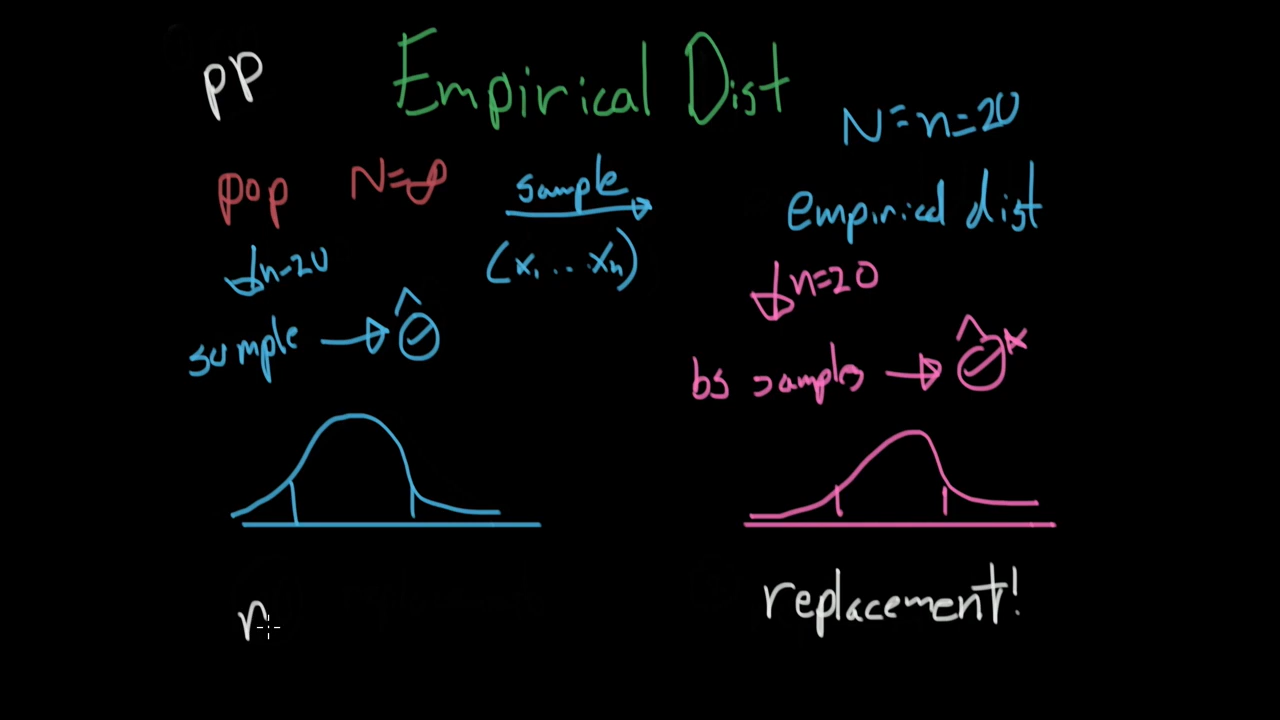 pp Empirical Dist
N=n=20
pop N=∞ sample empirical dist
(x₁...xₙ)
n=20 n=20
sample → θ̂
bs samples → θ̂*
replacement!
n